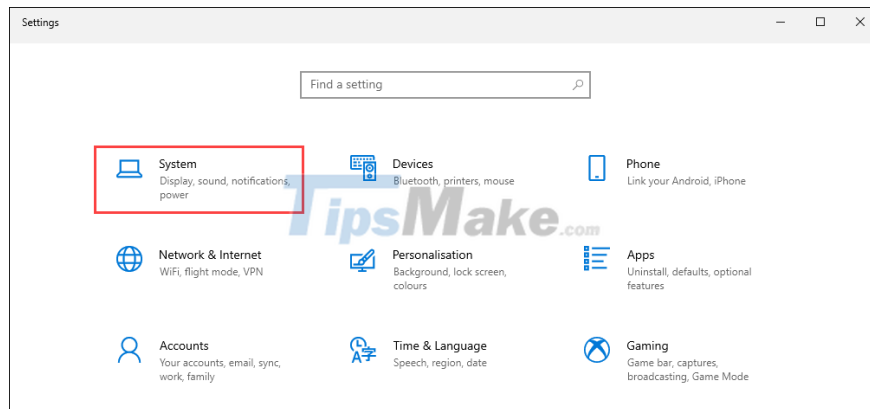 Settings
Find a setting
System
Display, sound, notifications,
power
Devices
Bluetooth, printers, mouse
Phone
Link your Android, iPhone
TipsMake.com
Network & Internet
WiFi, flight mode, VPN
Personalisation
Background, lock screen,
colours
Apps
Uninstall, defaults, optional
features
Accounts
Your accounts, email, sync,
work, family
Time & Language
Speech, region, date
Gaming
Game bar, captures,
broadcasting, Game Mode